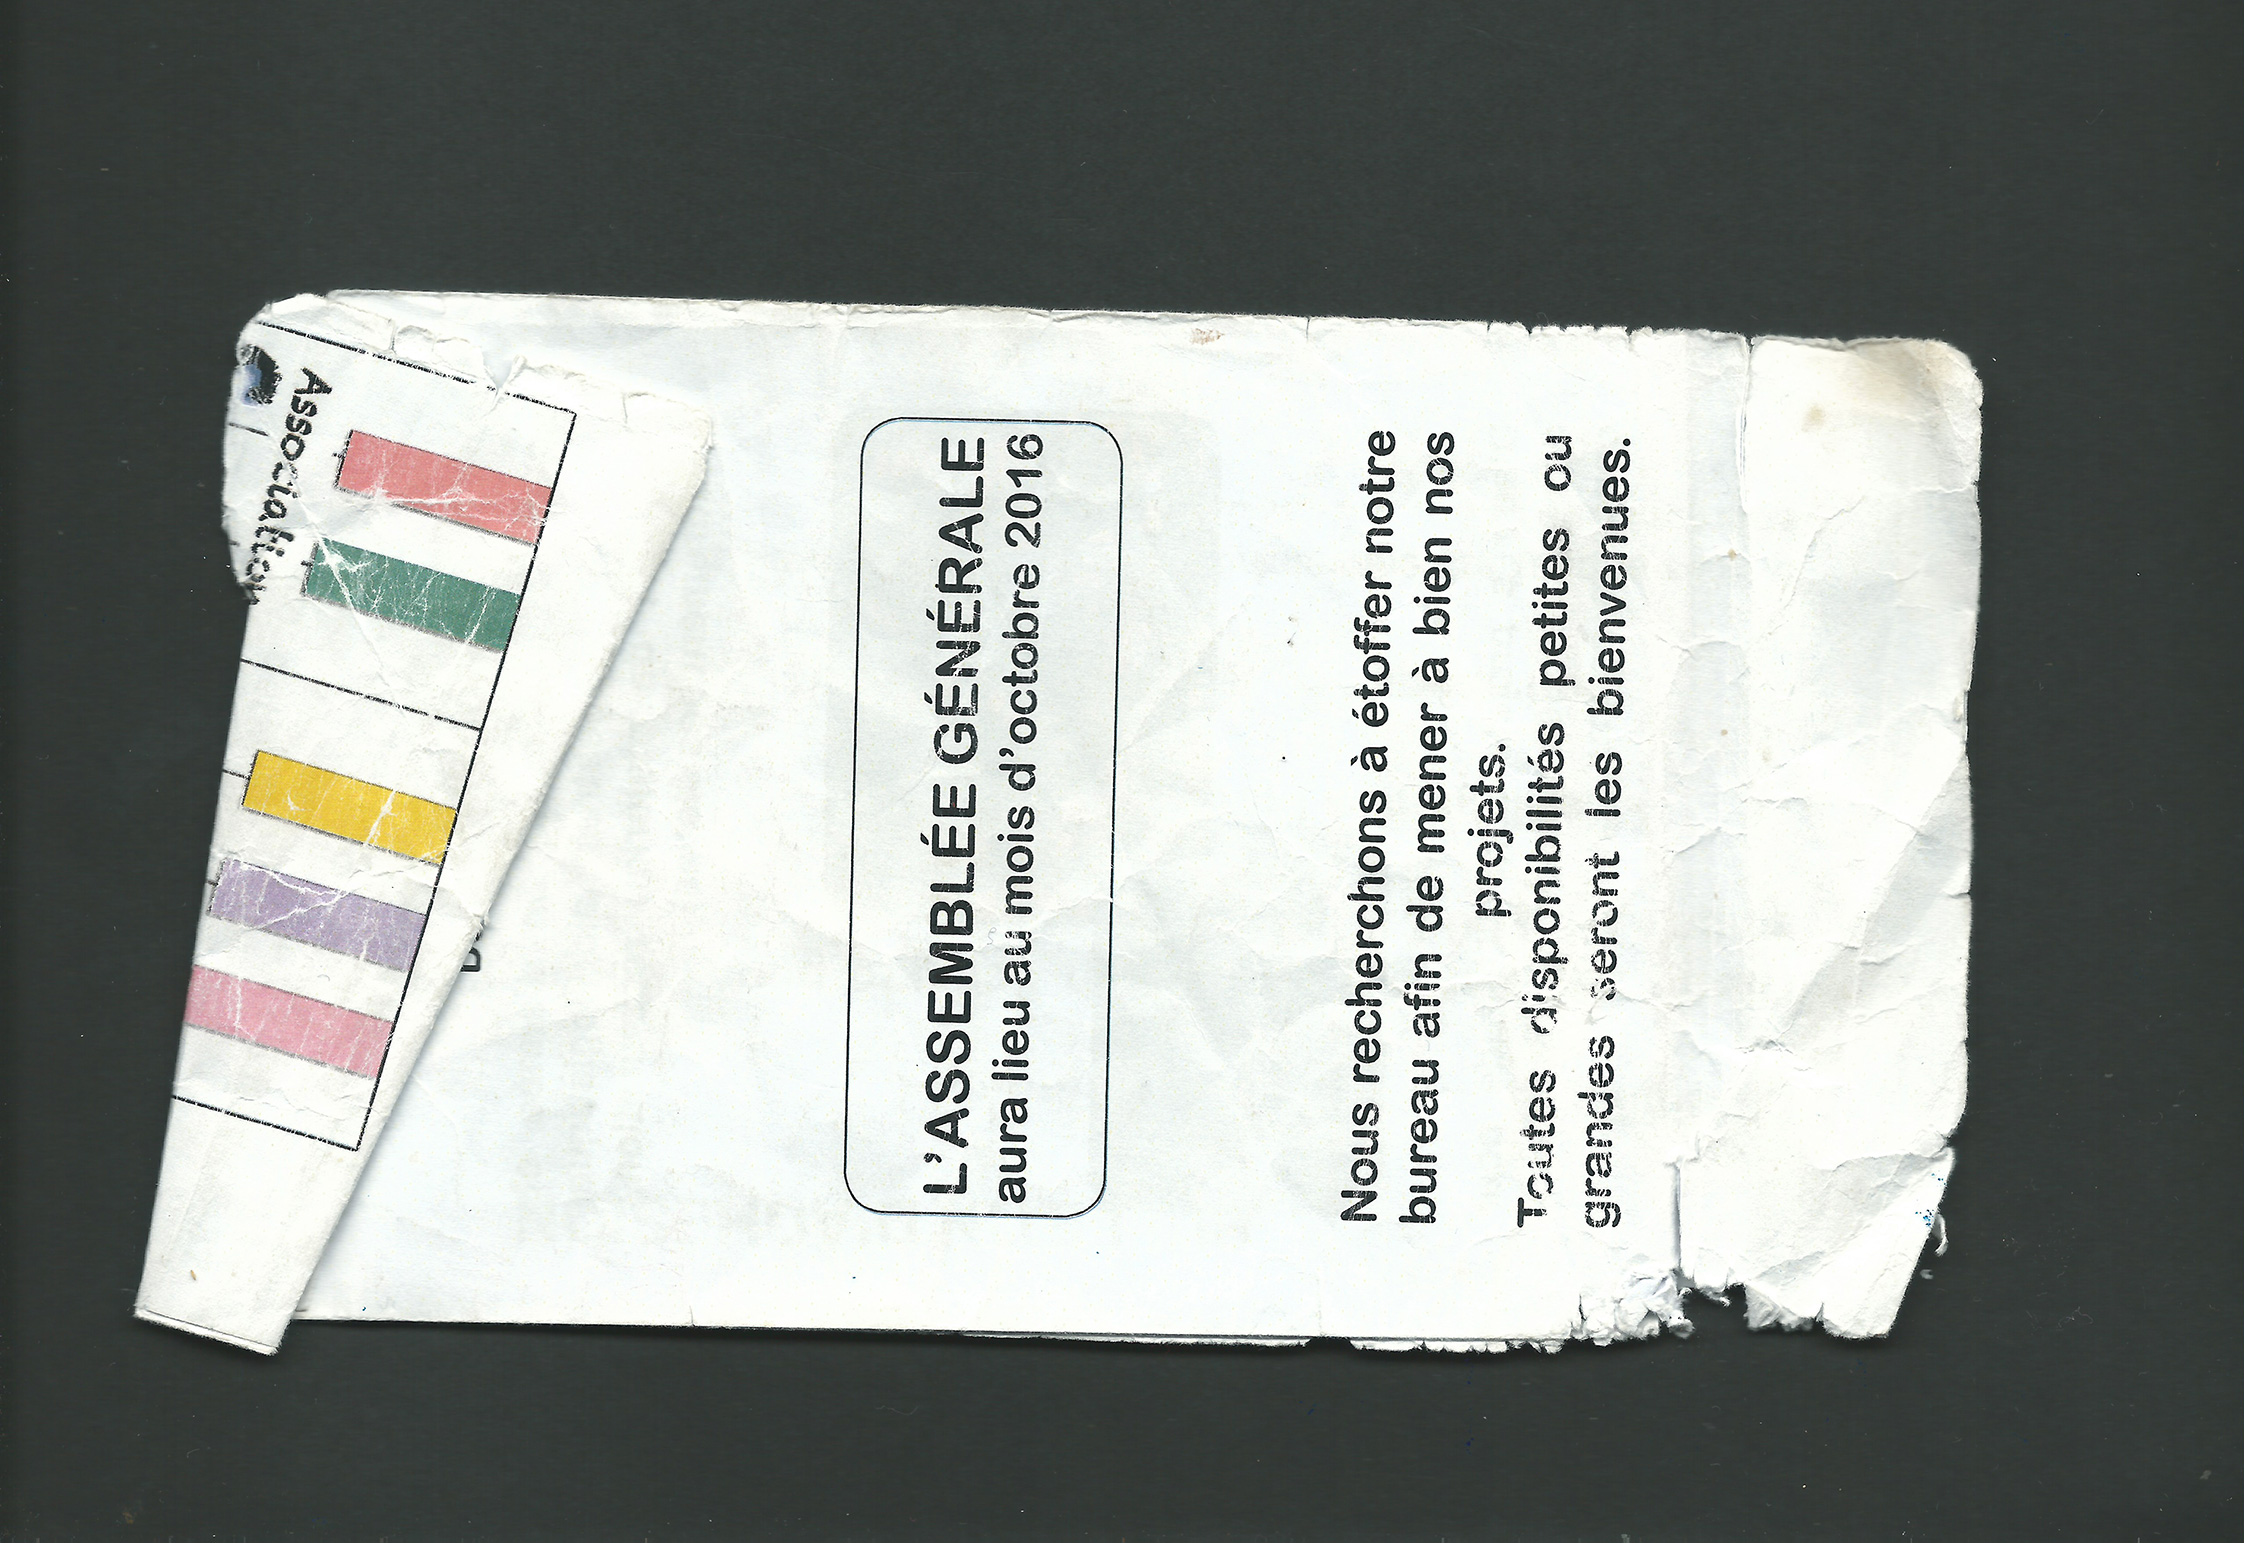 Association
L'ASSEMBLÉE GÉNÉRALE
aura lieu au mois d'octobre 2016
Nous recherchons à étoffer notre
bureau afin de mener à bien nos
projets.
Toutes disponibilités petites ou
grandes seront les bienvenues.